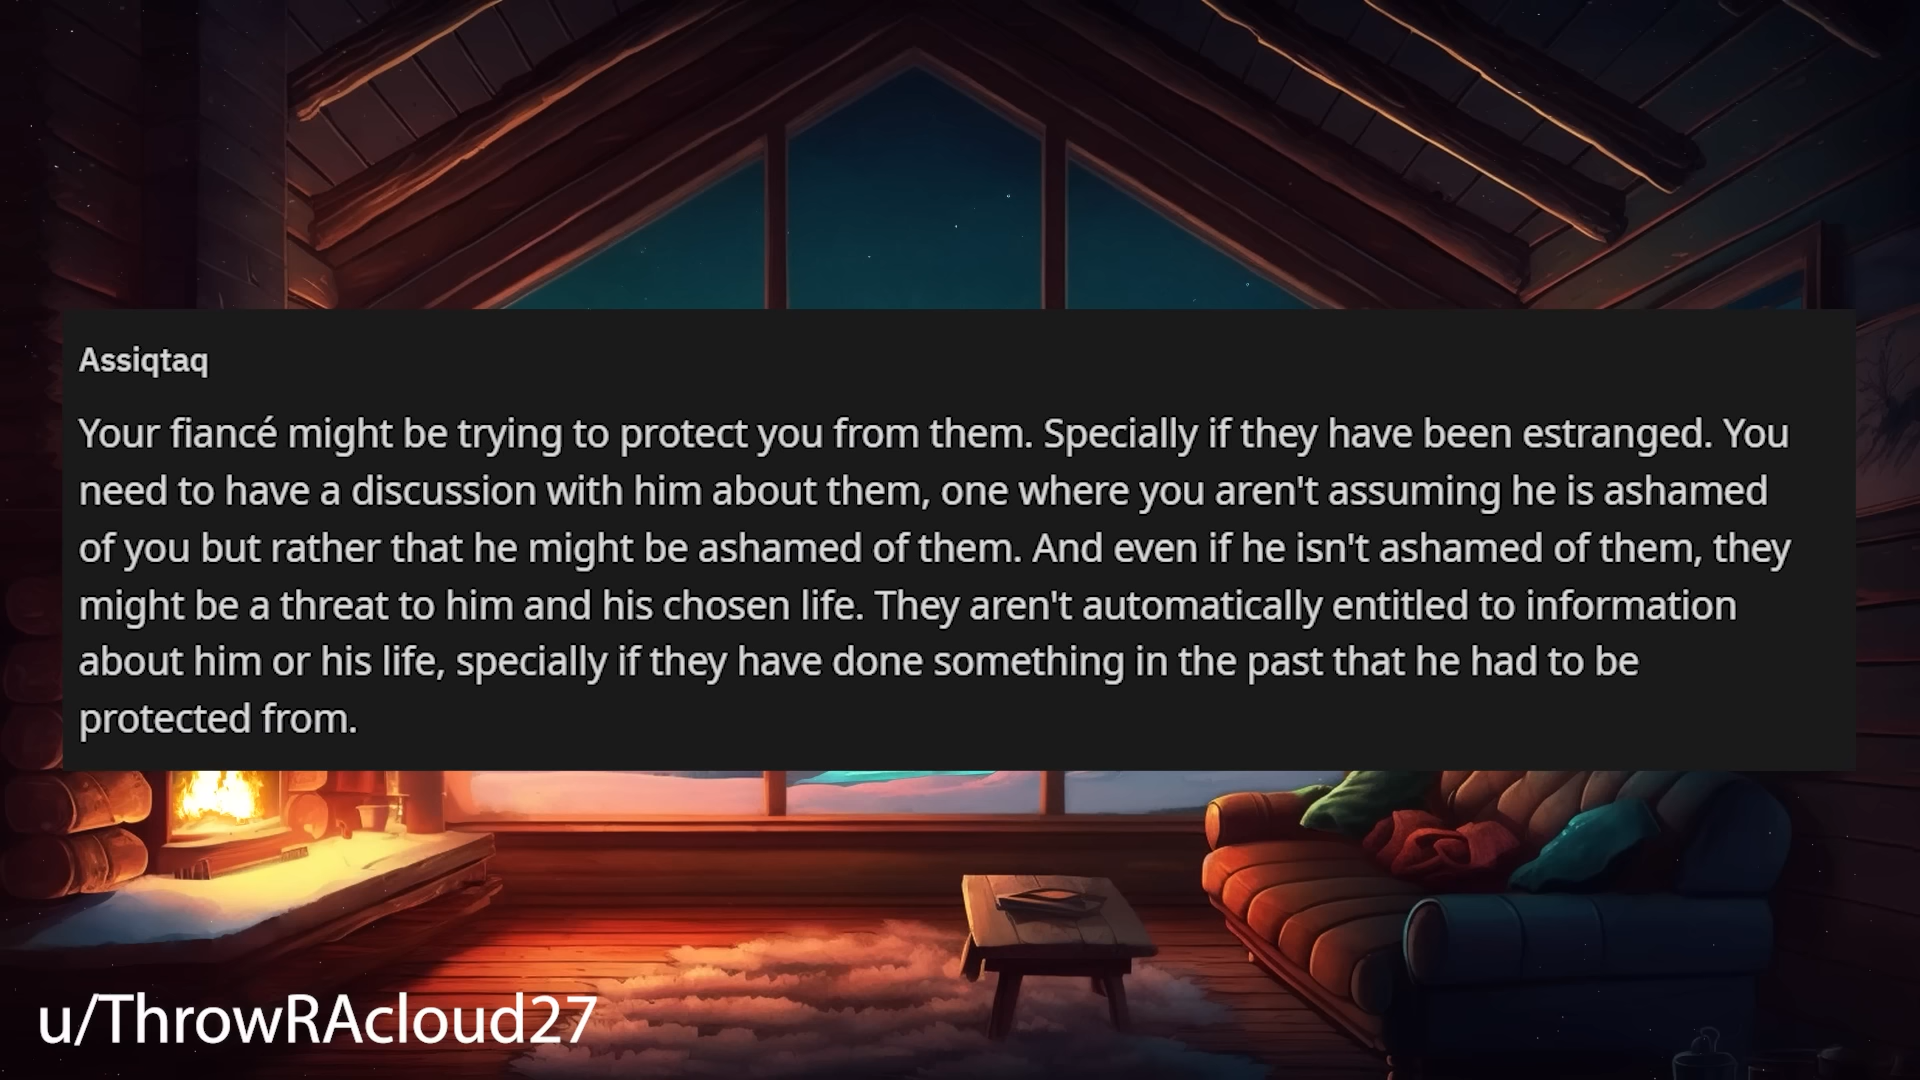 Assiqtaq
Your fiancé might be trying to protect you from them. Specially if they have been estranged. You
need to have a discussion with him about them, one where you aren't assuming he is ashamed
of you but rather that he might be ashamed of them. And even if he isn't ashamed of them, they
might be a threat to him and his chosen life. They aren't automatically entitled to information
about him or his life, specially if they have done something in the past that he had to be
protected from.
u/ThrowRAcloud27